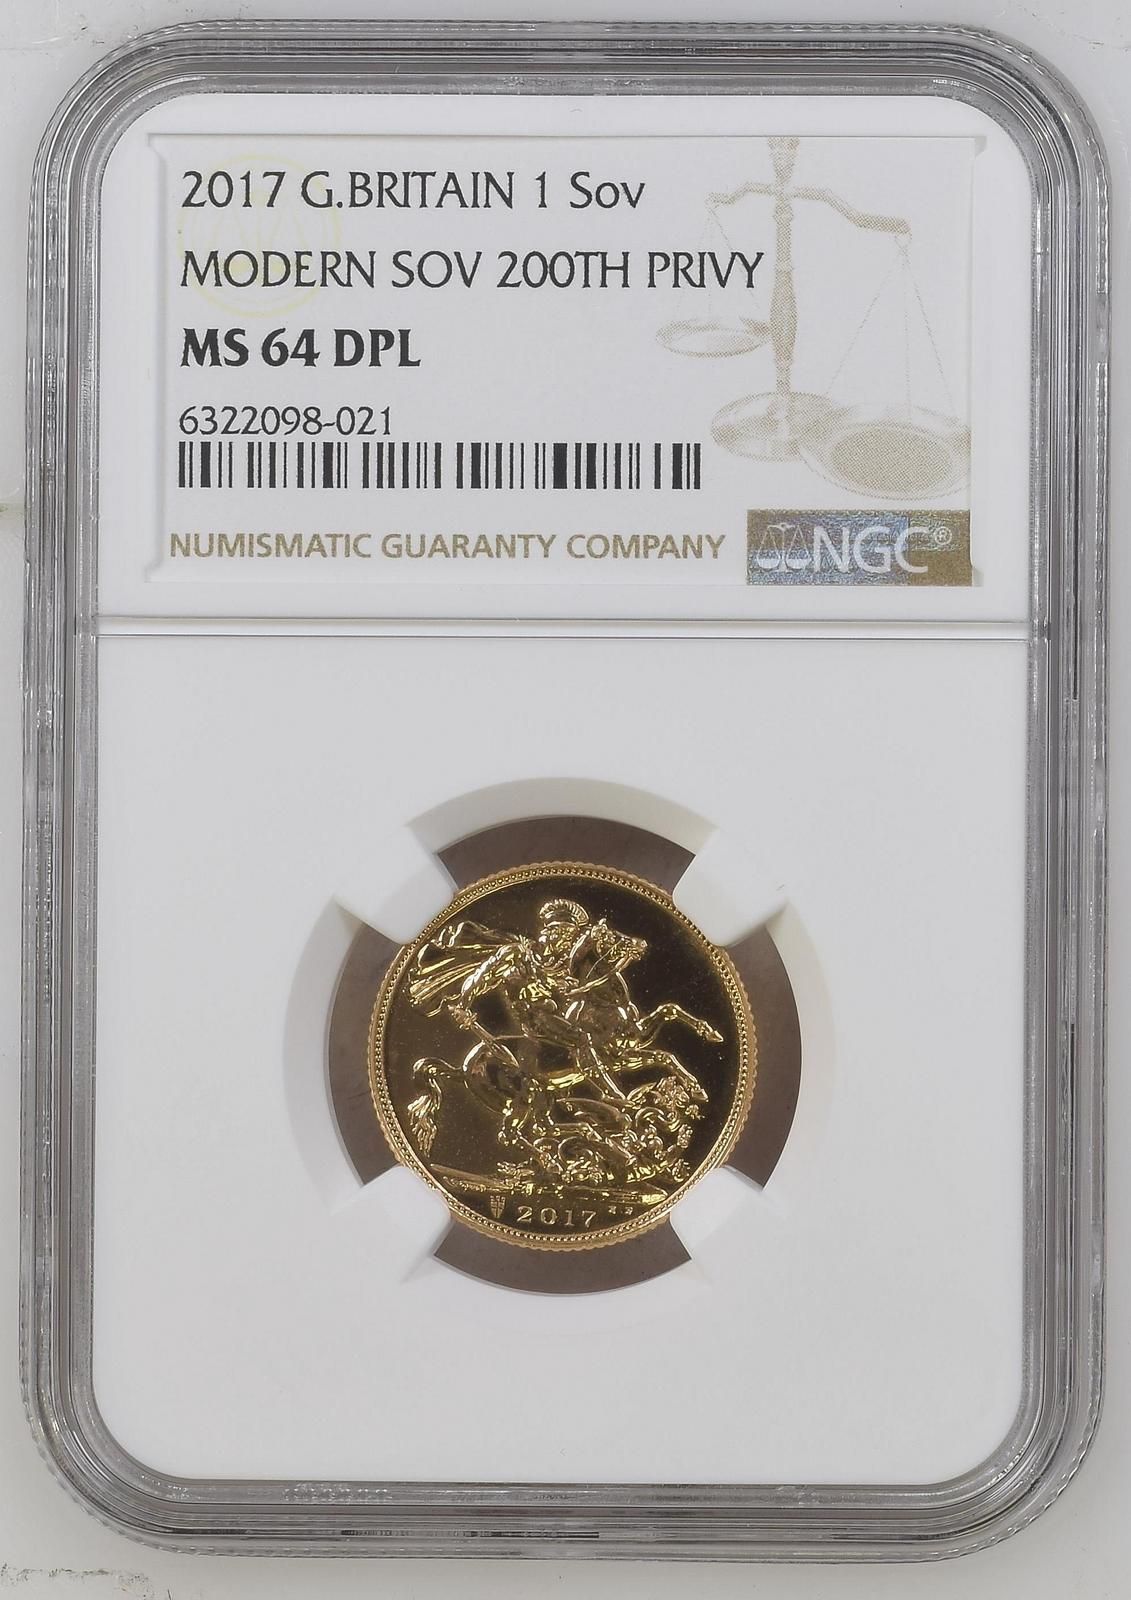 2017 G.BRITAIN 1 Sov
MODERN SOV 200TH PRIVY
MS 64 DPL
6322098-021
NUMISMATIC GUARANTY COMPANY
NGC®
2017